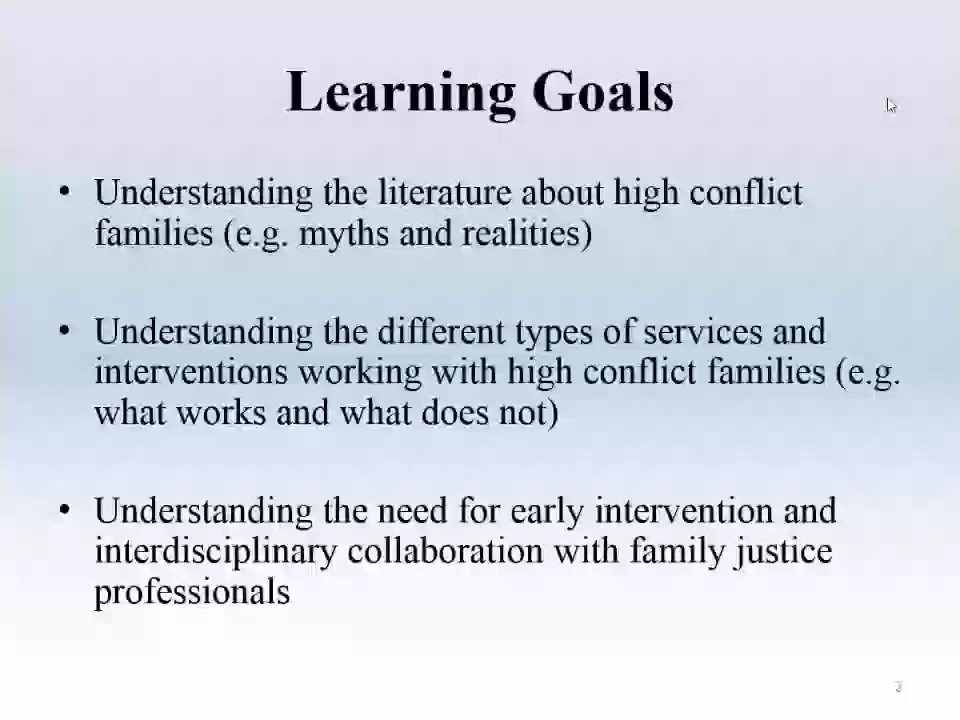 Learning Goals
• Understanding the literature about high conflict
families (e.g. myths and realities)
• Understanding the different types of services and
interventions working with high conflict families (e.g.
what works and what does not)
• Understanding the need for early intervention and
interdisciplinary collaboration with family justice
professionals